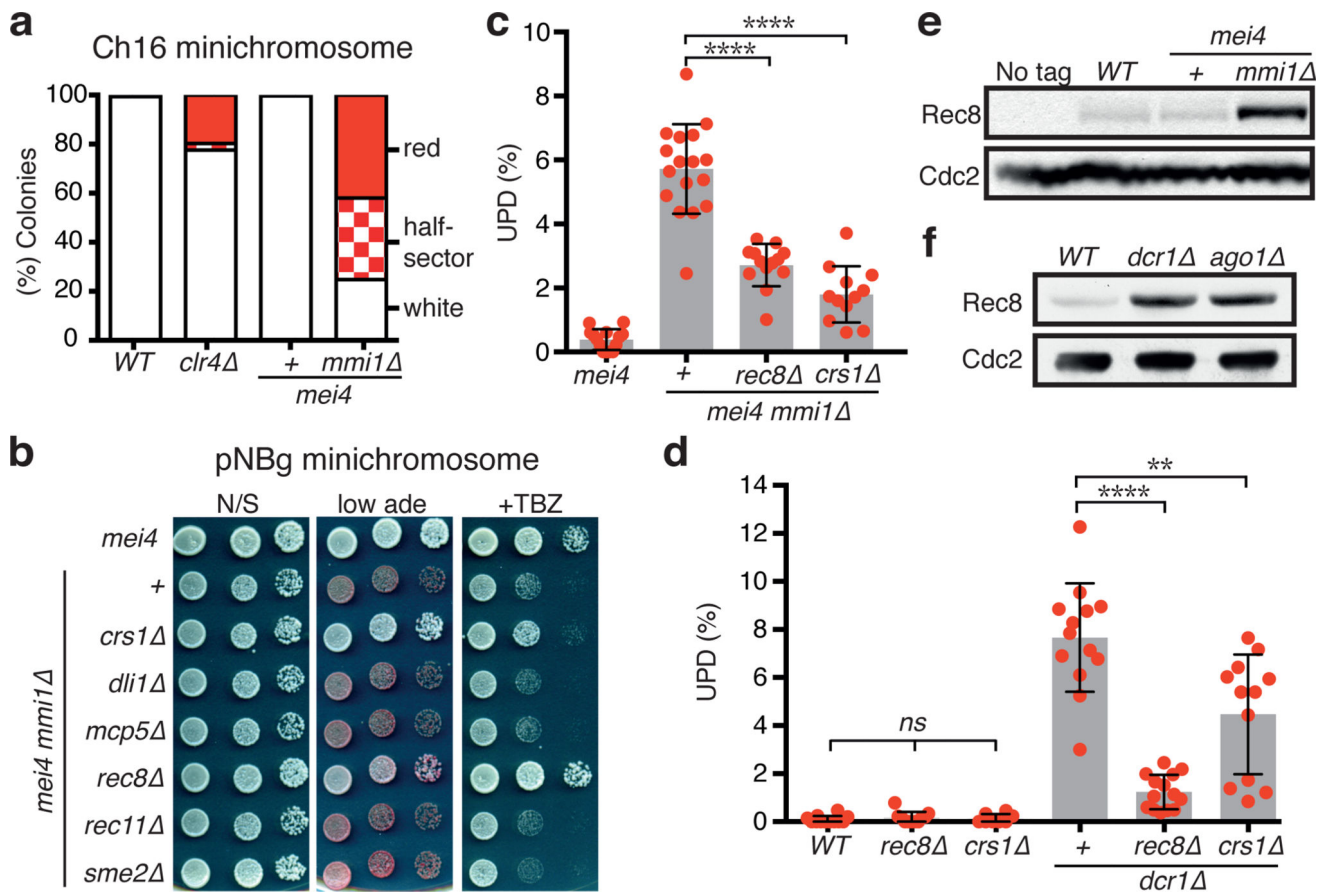 a
Ch16 minichromosome
(%) Colonies
100
80
60
40
20
0
red
half-
sector
white
WT clr4Δ + mmi1Δ
mei4
b
pNBg minichromosome
N/S low ade +TBZ
mei4
+
crs1Δ
dli1Δ
mcp5Δ
rec8Δ
rec11Δ
sme2Δ
mei4 mmi1Δ
c
UPD (%)
10
8
6
4
2
0
****
****
mei4 + rec8Δ crs1Δ
mei4 mmi1Δ
d
UPD (%)
14
12
10
8
6
4
2
0
ns
**
****
WT rec8Δ crs1Δ + rec8Δ crs1Δ
dcr1Δ
e
mei4
No tag WT + mmi1Δ
Rec8
Cdc2
f
WT dcr1Δ ago1Δ
Rec8
Cdc2